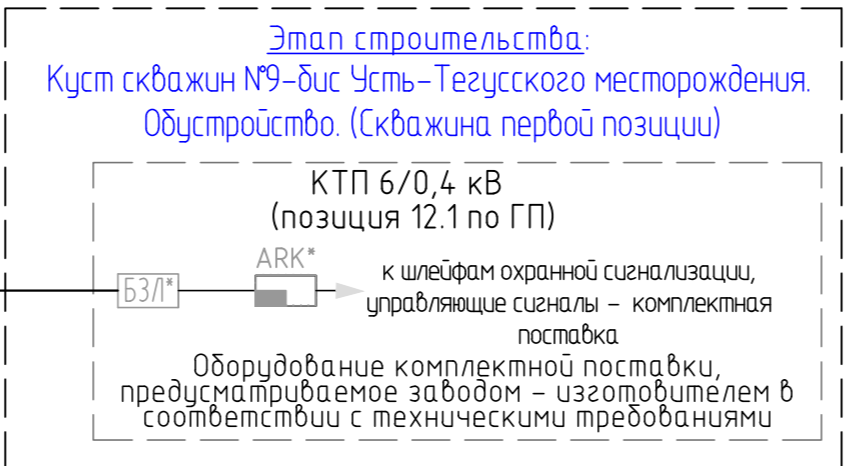 Этап строительства:
Куст скважин №9-бис Усть-Тегусского месторождения.
Обустройство. (Скважина первой позиции)
КТП 6/0,4 кВ
(позиция 12.1 по ГП)
ARK*
БЗЛ*
к шлейфам охранной сигнализации,
управляющие сигналы - комплектная
поставка
Оборудование комплектной поставки,
предусматриваемое заводом - изготовителем в
соответствии с техническими требованиями